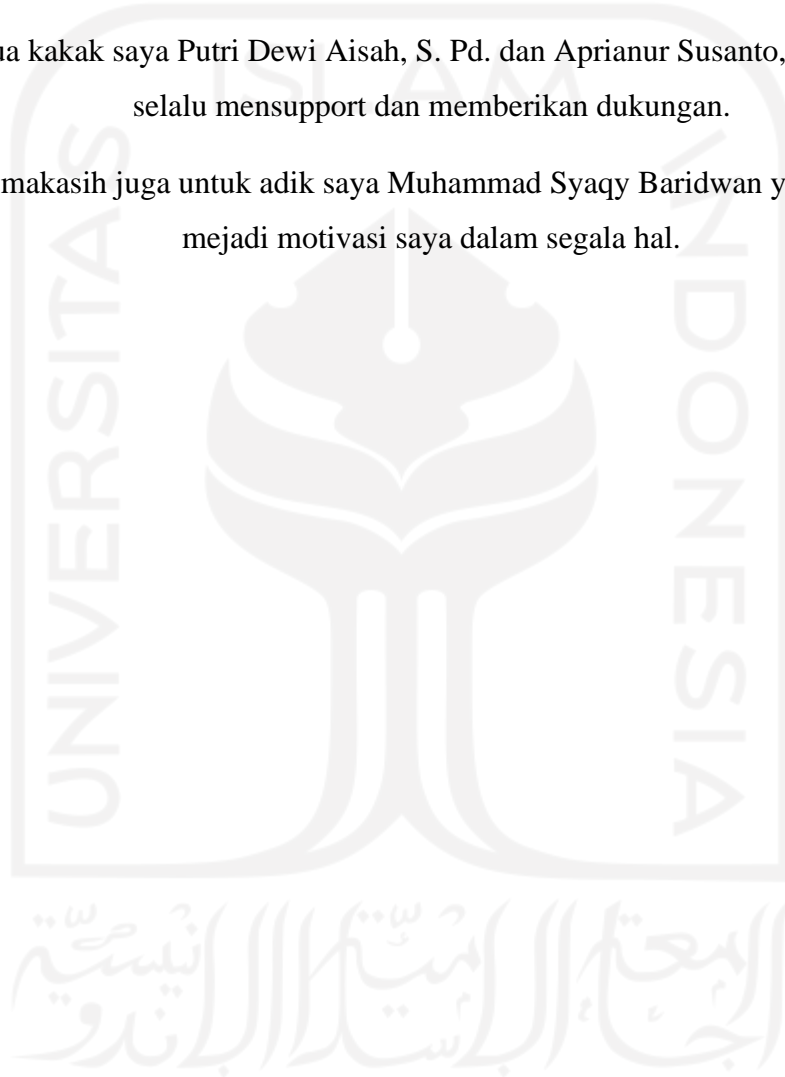 ua kakak saya Putri Dewi Aisah, S. Pd. dan Aprianur Susanto,
selalu mensupport dan memberikan dukungan.
makasih juga untuk adik saya Muhammad Syaqy Baridwan y
mejadi motivasi saya dalam segala hal.
ISLAM
UNIVERSITAS
INDONESIA